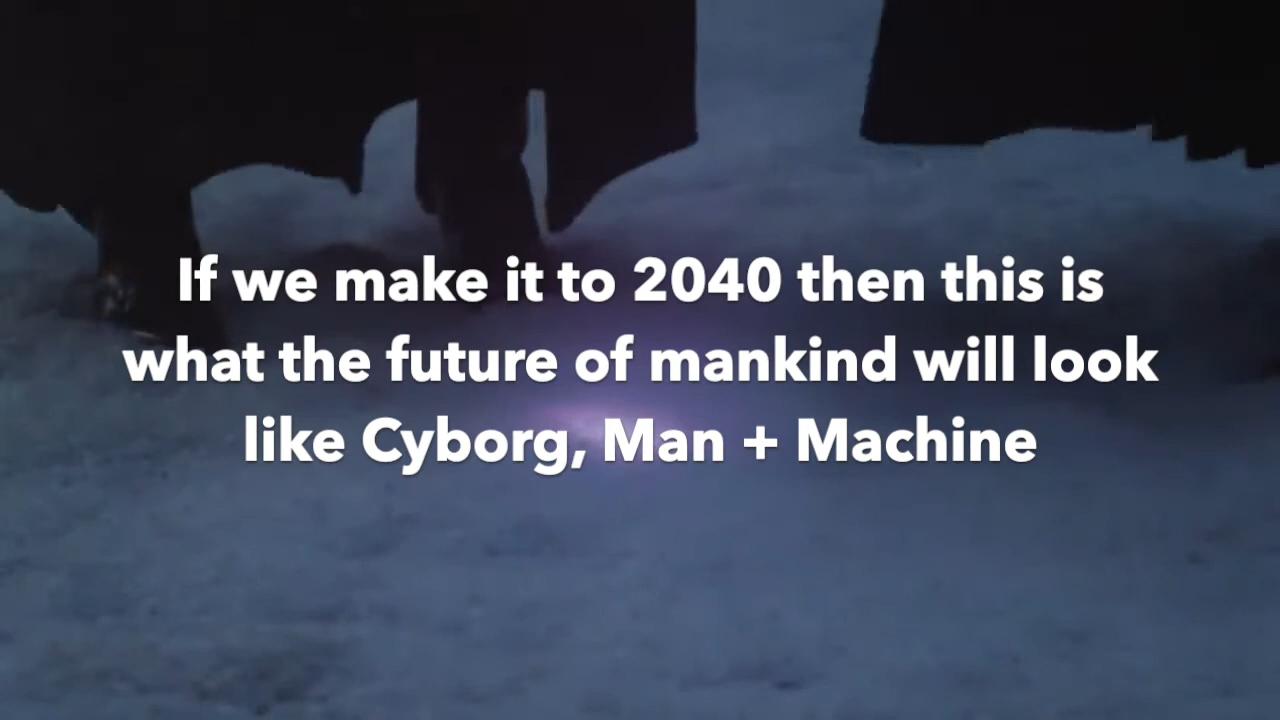 If we make it to 2040 then this is
what the future of mankind will look
like Cyborg, Man + Machine